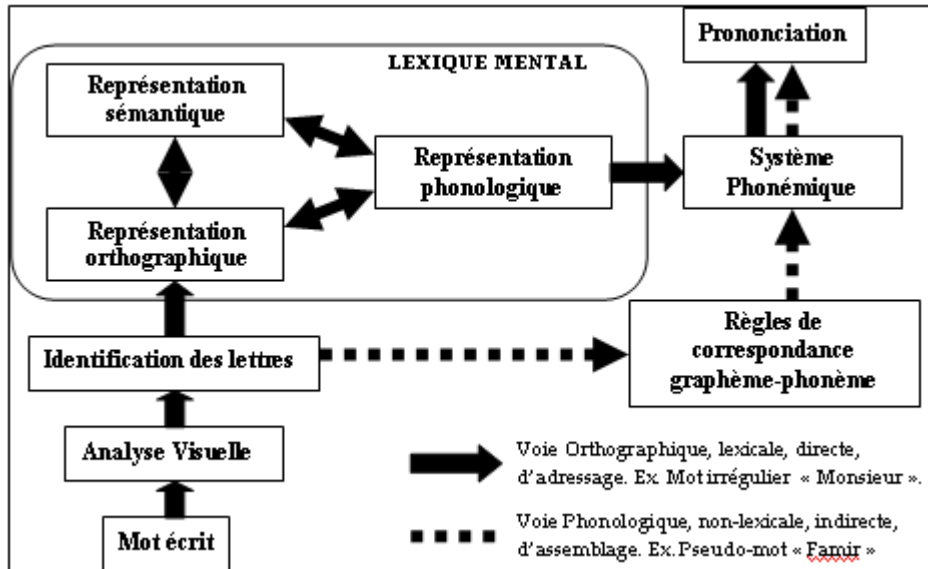 Prononciation
LEXIQUE MENTAL
Représentation
sémantique
Représentation
phonologique
Système
Phonémique
Représentation
orthographique
Identification des lettres
Règles de
correspondance
graphème-phonème
Analyse Visuelle
Mot écrit
Voie Orthographique, lexicale, directe,
d'adressage. Ex. Mot irrégulier « Monsieur ».
Voie Phonologique, non-lexicale, indirecte,
d'assemblage. Ex. Pseudo-mot « Famir »